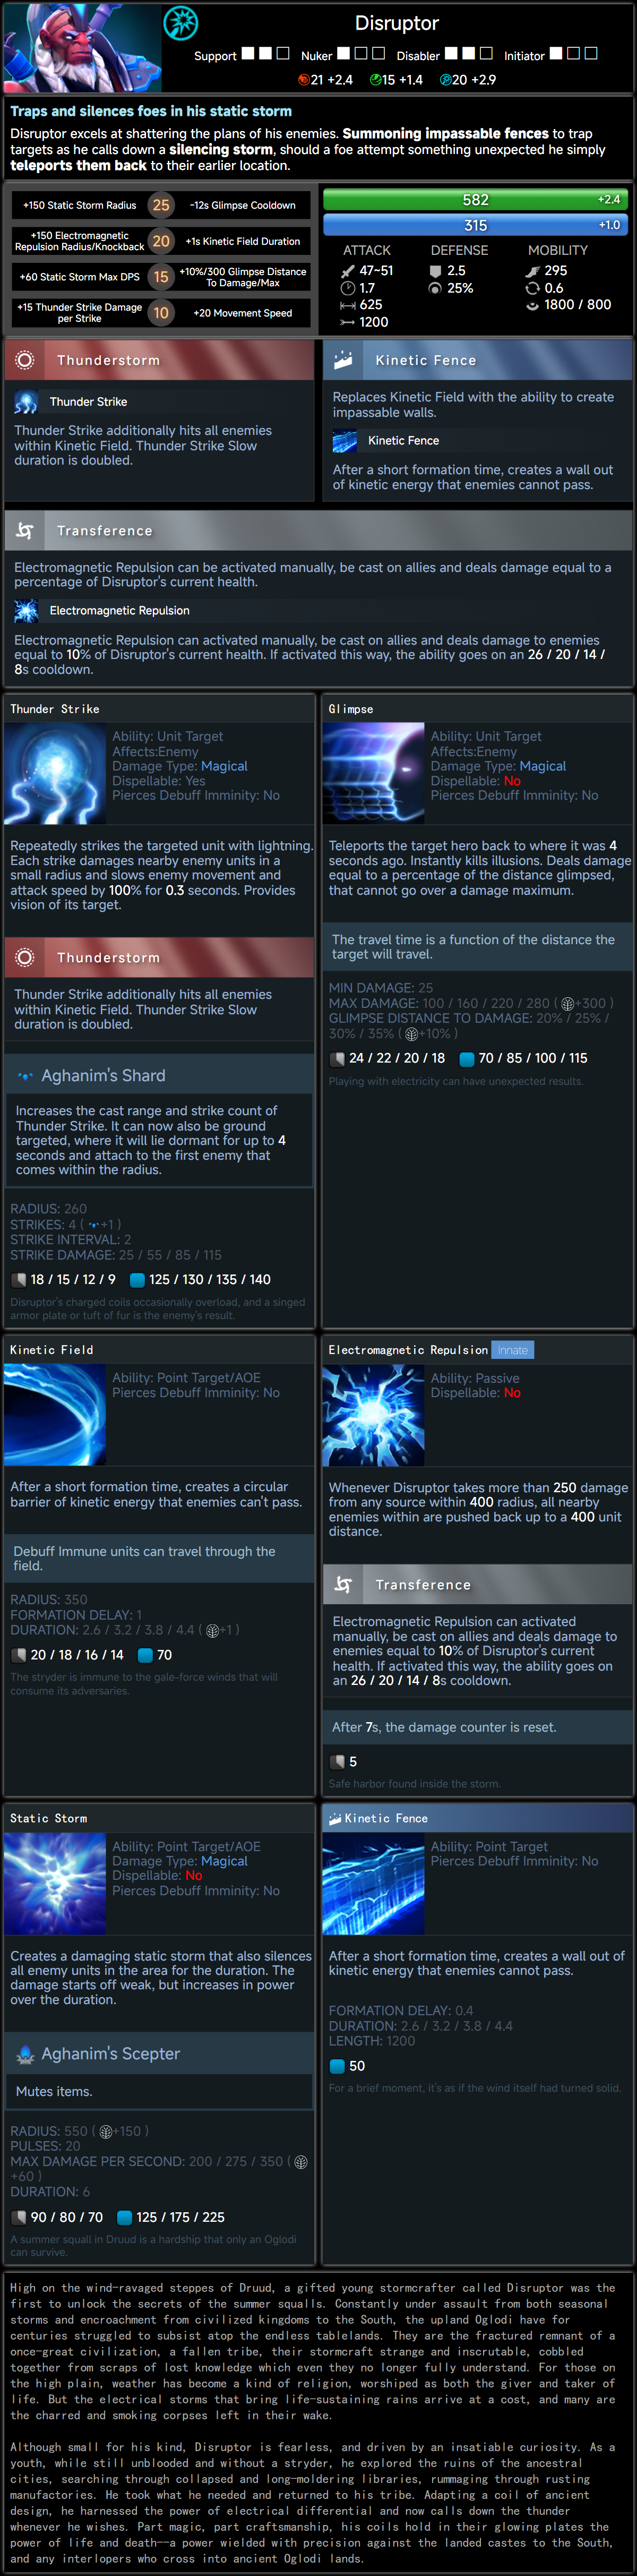 Disruptor
Support Nuker Disabler Initiator
21 +2.4 15 +1.4 20 +2.9
Traps and silences foes in his static storm
Disruptor excels at shattering the plans of his enemies. Summoning impassable fences to trap
targets as he calls down a silencing storm, should a foe attempt something unexpected he simply
teleports them back to their earlier location.
+150 Static Storm Radius 25 -12s Glimpse Cooldown
+150 Electromagnetic
Repulsion Radius/Knockback 20 +1s Kinetic Field Duration
+60 Static Storm Max DPS 15 +10%/300 Glimpse Distance
To Damage/Max
+15 Thunder Strike Damage
per Strike 10 +20 Movement Speed
582 +2.4
315 +1.0
ATTACK DEFENSE MOBILITY
47~51 2.5 295
1.7 25% 0.6
625 1800 / 800
1200
Thunderstorm
Thunder Strike
Thunder Strike additionally hits all enemies
within Kinetic Field. Thunder Strike Slow
duration is doubled.
Kinetic Fence
Replaces Kinetic Field with the ability to create
impassable walls.
Kinetic Fence
After a short formation time, creates a wall out
of kinetic energy that enemies cannot pass.
Transference
Electromagnetic Repulsion can be activated manually, be cast on allies and deals damage equal to a
percentage of Disruptor's current health.
Electromagnetic Repulsion
Electromagnetic Repulsion can activated manually, be cast on allies and deals damage to enemies
equal to 10% of Disruptor's current health. If activated this way, the ability goes on an 26 / 20 / 14 /
8s cooldown.
Thunder Strike
Ability: Unit Target
Affects:Enemy
Damage Type: Magical
Dispellable: Yes
Pierces Debuff Imminity: No
Repeatedly strikes the targeted unit with lightning.
Each strike damages nearby enemy units in a
small radius and slows enemy movement and
attack speed by 100% for 0.3 seconds. Provides
vision of its target.
Thunderstorm
Thunder Strike additionally hits all enemies
within Kinetic Field. Thunder Strike Slow
duration is doubled.
Aghanim's Shard
Increases the cast range and strike count of
Thunder Strike. It can now also be ground
targeted, where it will lie dormant for up to 4
seconds and attach to the first enemy that
comes within the radius.
RADIUS: 260
STRIKES: 4 ( +1 )
STRIKE INTERVAL: 2
STRIKE DAMAGE: 25 / 55 / 85 / 115
18 / 15 / 12 / 9 125 / 130 / 135 / 140
Disruptor's charged coils occasionally overload, and a singed
armor plate or tuft of fur is the enemy's result.
Glimpse
Ability: Unit Target
Affects:Enemy
Damage Type: Magical
Dispellable: No
Pierces Debuff Imminity: No
Teleports the target hero back to where it was 4
seconds ago. Instantly kills illusions. Deals damage
equal to a percentage of the distance glimpsed,
that cannot go over a damage maximum.
The travel time is a function of the distance the
target will travel.
MIN DAMAGE: 25
MAX DAMAGE: 100 / 160 / 220 / 280 ( +300 )
GLIMPSE DISTANCE TO DAMAGE: 20% / 25% /
30% / 35% ( +10% )
24 / 22 / 20 / 18 70 / 85 / 100 / 115
Playing with electricity can have unexpected results.
Kinetic Field
Ability: Point Target/AOE
Pierces Debuff Imminity: No
After a short formation time, creates a circular
barrier of kinetic energy that enemies can't pass.
Debuff Immune units can travel through the
field.
RADIUS: 350
FORMATION DELAY: 1
DURATION: 2.6 / 3.2 / 3.8 / 4.4 ( +1 )
20 / 18 / 16 / 14 70
The stryder is immune to the gale-force winds that will
consume its adversaries.
Electromagnetic Repulsion Innate
Ability: Passive
Dispellable: No
Whenever Disruptor takes more than 250 damage
from any source within 400 radius, all nearby
enemies within are pushed back up to a 400 unit
distance.
Transference
Electromagnetic Repulsion can activated
manually, be cast on allies and deals damage to
enemies equal to 10% of Disruptor's current
health. If activated this way, the ability goes on
an 26 / 20 / 14 / 8s cooldown.
After 7s, the damage counter is reset.
5
Safe harbor found inside the storm.
Static Storm
Ability: Point Target/AOE
Damage Type: Magical
Dispellable: No
Pierces Debuff Imminity: No
Creates a damaging static storm that also silences
all enemy units in the area for the duration. The
damage starts off weak, but increases in power
over the duration.
Aghanim's Scepter
Mutes items.
RADIUS: 550 ( +150 )
PULSES: 20
MAX DAMAGE PER SECOND: 200 / 275 / 350 (
+60 )
DURATION: 6
90 / 80 / 70 125 / 175 / 225
A summer squall in Druud is a hardship that only an Oglodi
can survive.
Kinetic Fence
Ability: Point Target
Pierces Debuff Imminity: No
After a short formation time, creates a wall out of
kinetic energy that enemies cannot pass.
FORMATION DELAY: 0.4
DURATION: 2.6 / 3.2 / 3.8 / 4.4
LENGTH: 1200
50
For a brief moment, it's as if the wind itself had turned solid.
High on the wind-ravaged steppes of Druud, a gifted young stormcrafter called Disruptor was the
first to unlock the secrets of the summer squalls. Constantly under assault from both seasonal
storms and encroachment from civilized kingdoms to the South, the upland Oglodi have for
centuries struggled to subsist atop the endless tablelands. They are the fractured remnant of a
once-great civilization, a fallen tribe, their stormcraft strange and inscrutable, cobbled
together from scraps of lost knowledge which even they no longer fully understand. For those on
the high plain, weather has become a kind of religion, worshiped as both the giver and taker of
life. But the electrical storms that bring life-sustaining rains arrive at a cost, and many are
the charred and smoking corpses left in their wake.
Although small for his kind, Disruptor is fearless, and driven by an insatiable curiosity. As a
youth, while still unblooded and without a stryder, he explored the ruins of the ancestral
cities, searching through collapsed and long-moldering libraries, rummaging through rusting
manufactories. He took what he needed and returned to his tribe. Adapting a coil of ancient
design, he harnessed the power of electrical differential and now calls down the thunder
whenever he wishes. Part magic, part craftsmanship, his coils hold in their glowing plates the
power of life and death--a power wielded with precision against the landed castes to the South,
and any interlopers who cross into ancient Oglodi lands.